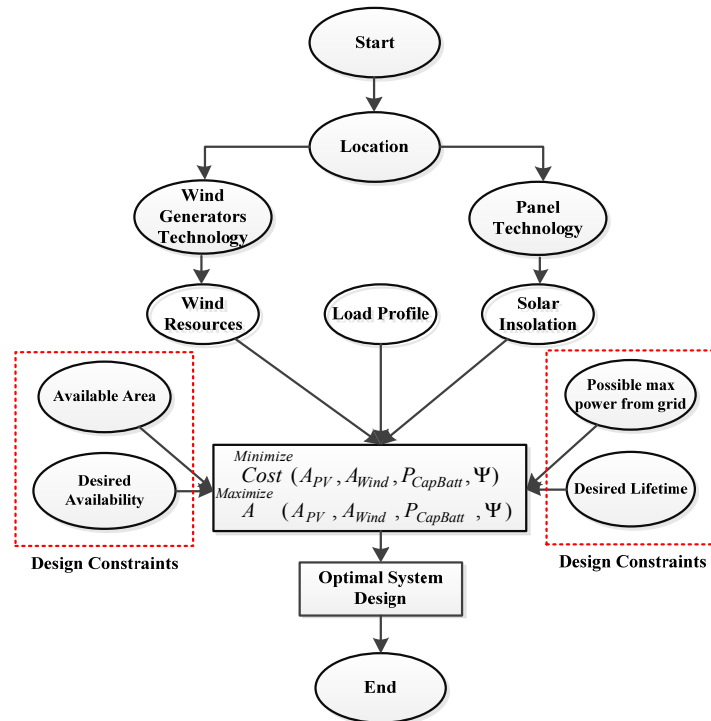 Start
Location
Wind
Generators
Technology
Panel
Technology
Wind
Resources
Load Profile
Solar
Insolation
Available Area
Desired
Availability
Possible max
power from grid
Desired Lifetime
Minimize
Cost (A_PV , A_Wind , P_CapBatt , Ψ)
Maximize
A (A_PV , A_Wind , P_CapBatt , Ψ)
Design Constraints
Design Constraints
Optimal System
Design
End